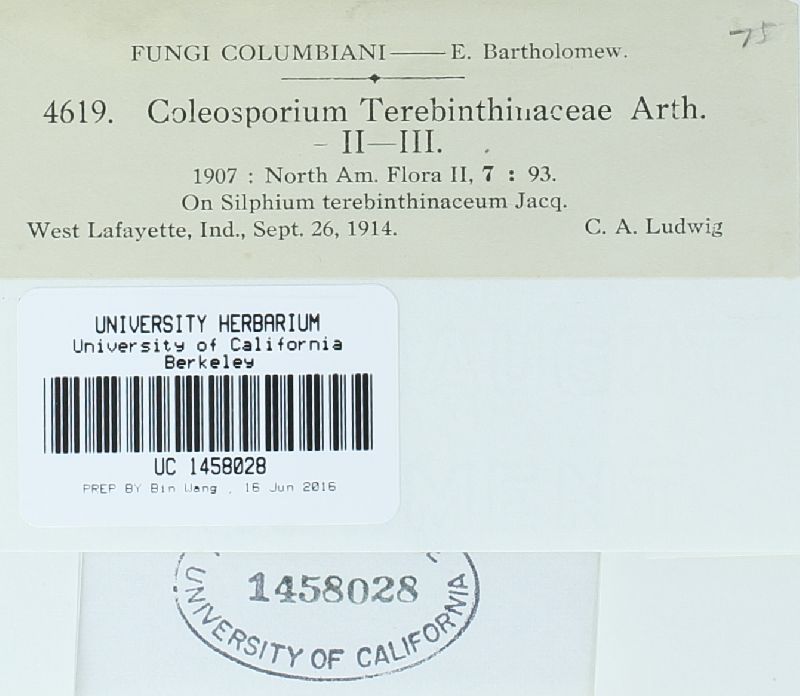 75
FUNGI COLUMBIANI——E. Bartholomew.
4619. Coleosporium Terebinthinaceae Arth.
- II—III.
1907 : North Am. Flora II, 7 : 93.
On Silphium terebinthinaceum Jacq.
West Lafayette, Ind., Sept. 26, 1914. C. A. Ludwig
UNIVERSITY HERBARIUM
University of California
Berkeley
UC 1458028
PREP BY Bin Wang , 16 Jun 2016
1458028
UNIVERSITY OF CALIFORNIA